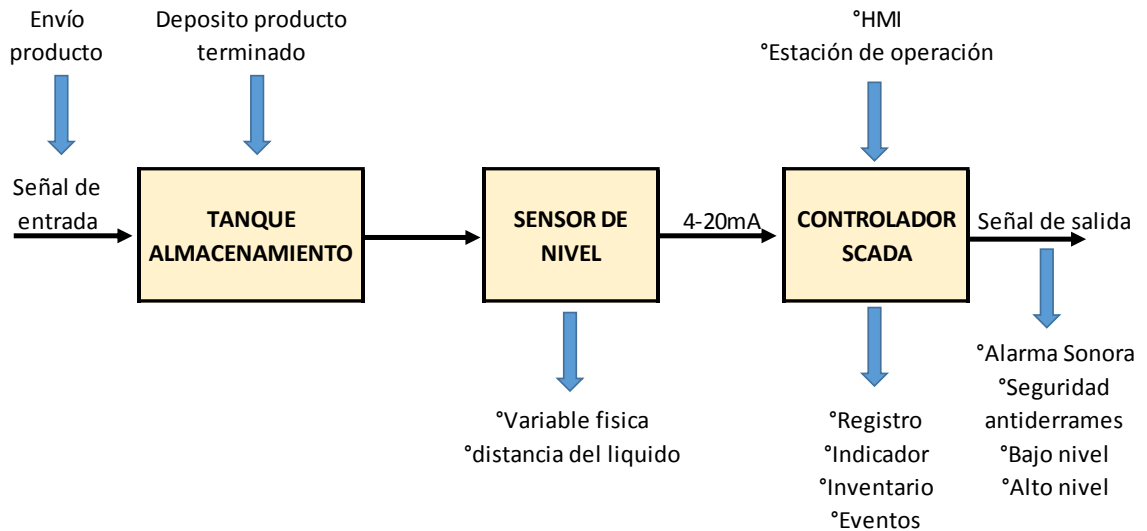 Envío
producto
Deposito producto
terminado
°HMI
°Estación de operación
Señal de
entrada
TANQUE
ALMACENAMIENTO
SENSOR DE
NIVEL
4-20mA
CONTROLADOR
SCADA
Señal de salida
°Variable fisica
°distancia del liquido
°Registro
°Indicador
°Inventario
°Eventos
°Alarma Sonora
°Seguridad
antiderrames
°Bajo nivel
°Alto nivel